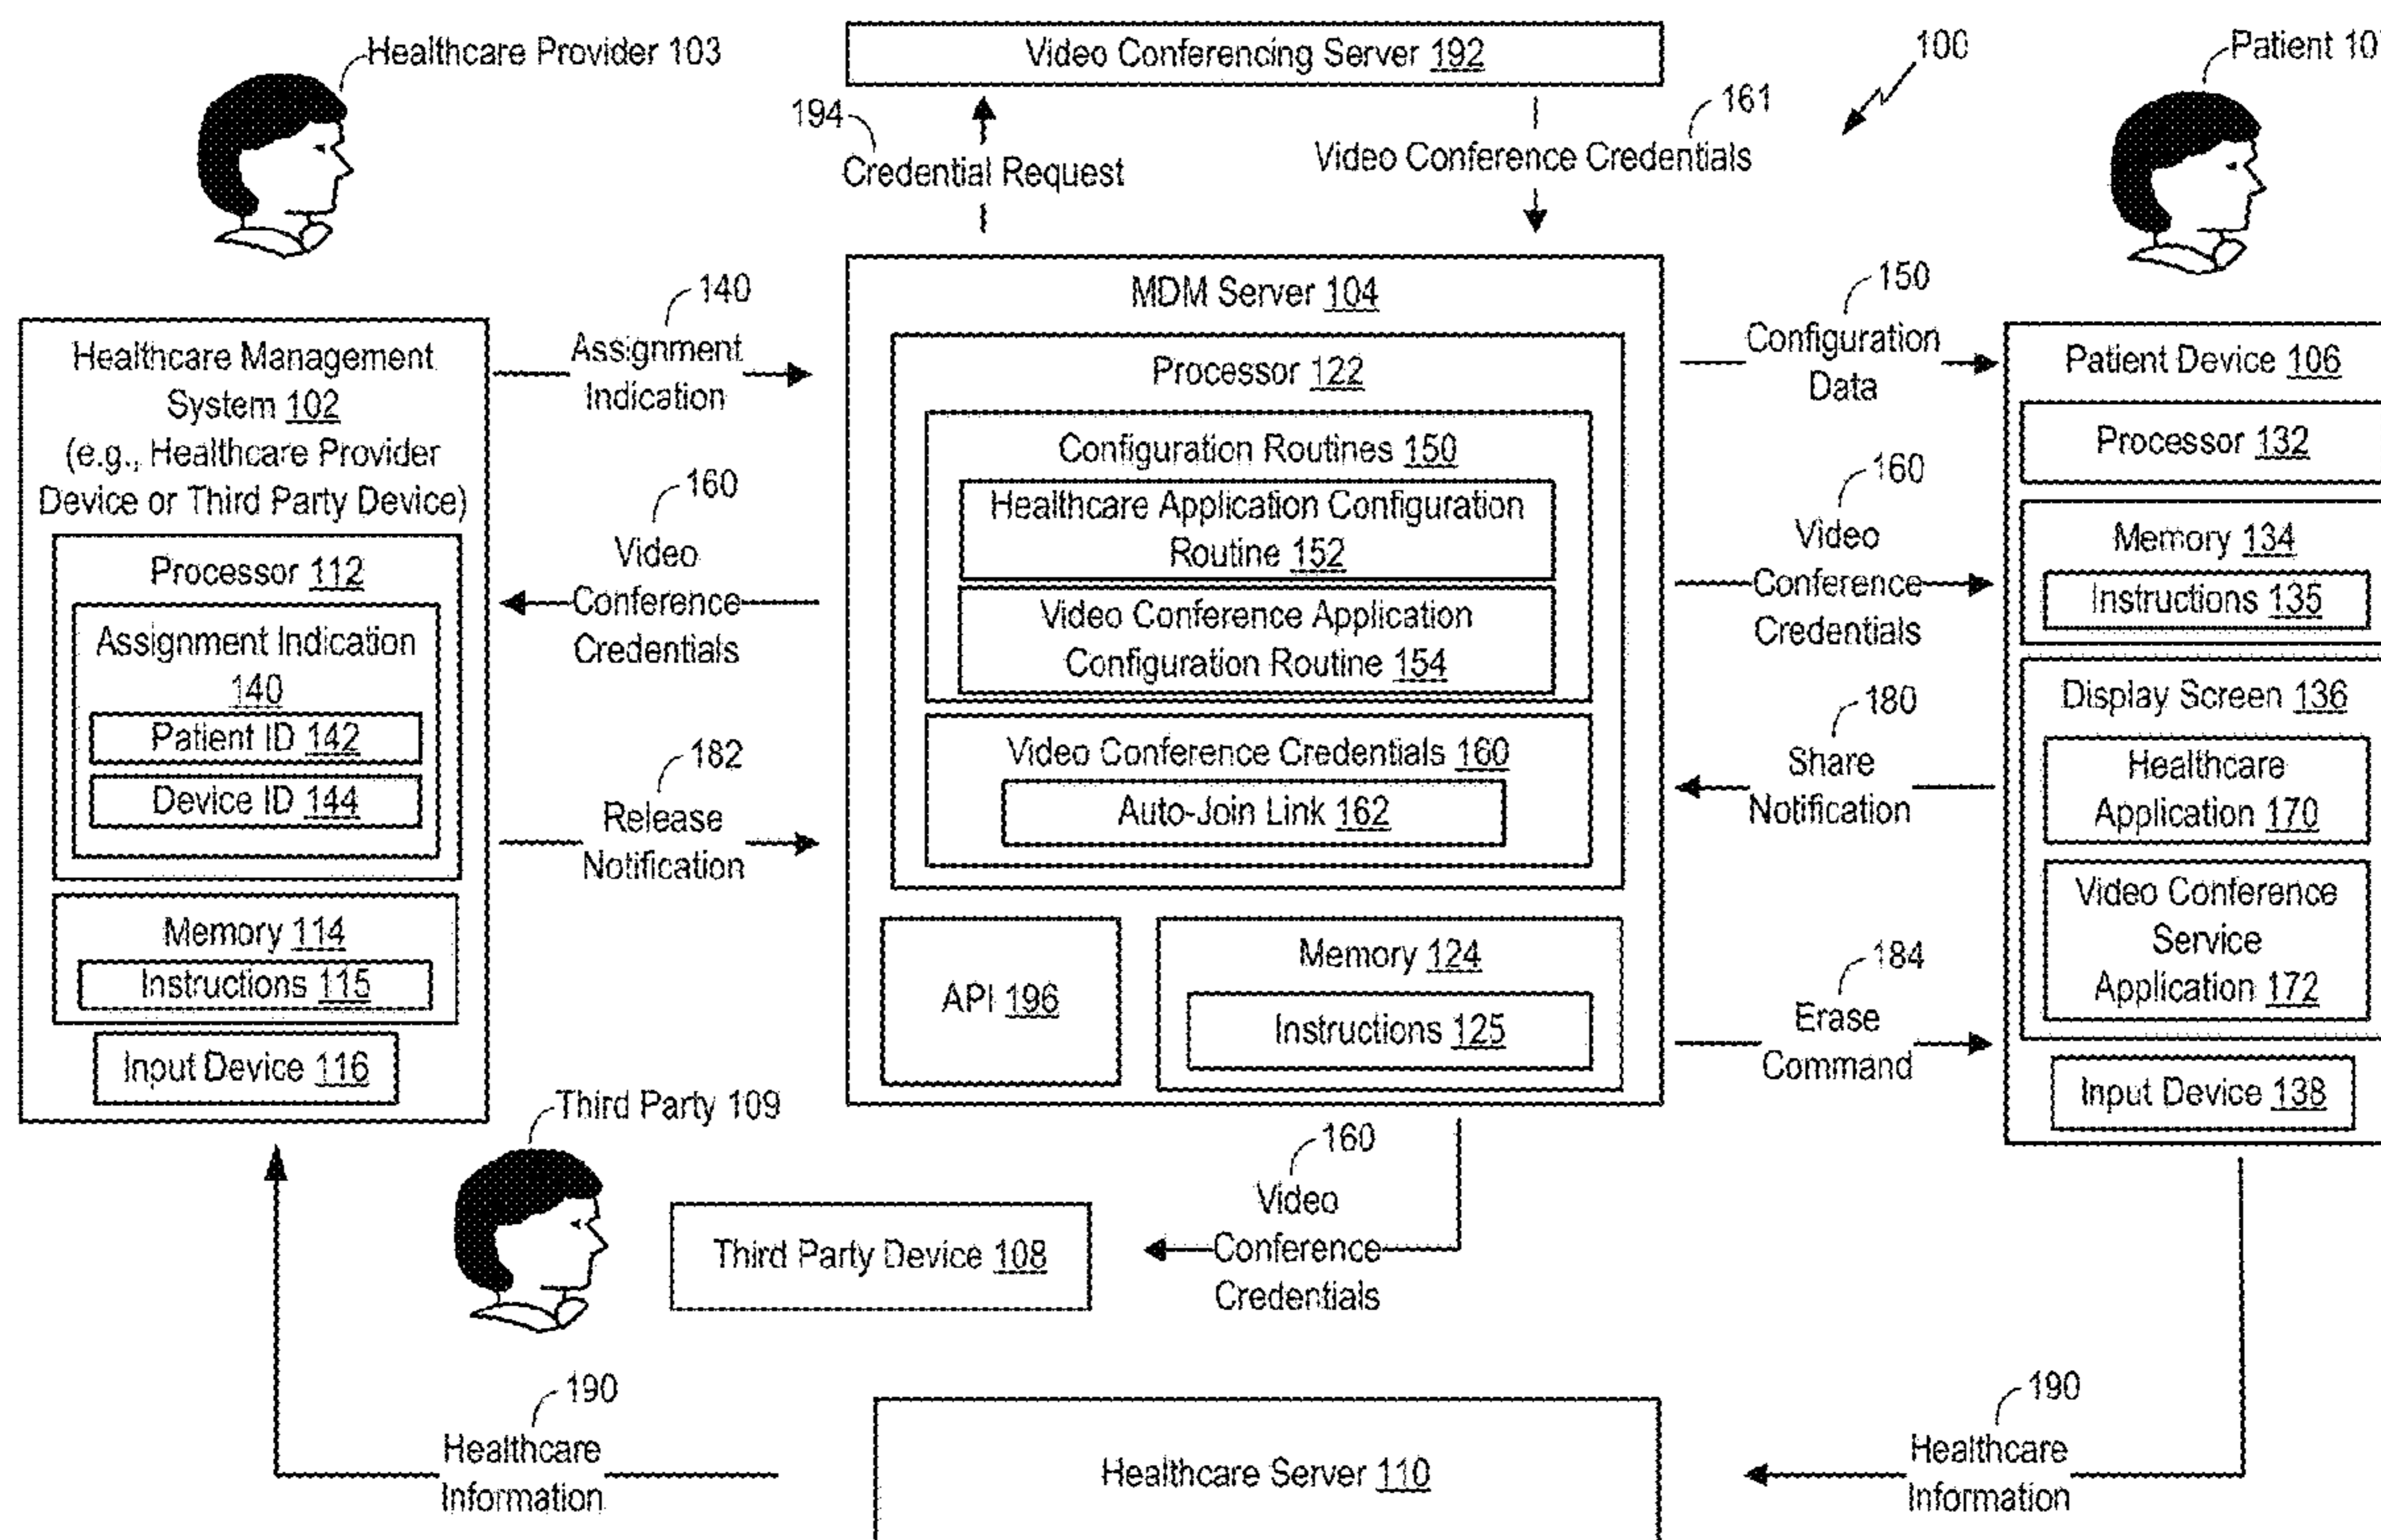 Healthcare Provider 103
Video Conferencing Server 192
100
Patient 10
194
Credential Request
161
Video Conference Credentials
Healthcare Management
System 102
(e.g., Healthcare Provider
Device or Third Party Device)
Processor 112
Assignment Indication
140
Patient ID 142
Device ID 144
Memory 114
Instructions 115
Input Device 116
140
Assignment
Indication
160
Video
Conference
Credentials
182
Release
Notification
MDM Server 104
Processor 122
Configuration Routines 150
Healthcare Application Configuration
Routine 152
Video Conference Application
Configuration Routine 154
Video Conference Credentials 160
Auto-Join Link 162
API 196
Memory 124
Instructions 125
150
Configuration
Data
160
Video
Conference
Credentials
180
Share
Notification
184
Erase
Command
Patient Device 106
Processor 132
Memory 134
Instructions 135
Display Screen 136
Healthcare
Application 170
Video Conference
Service
Application 172
Input Device 138
Third Party 109
Third Party Device 108
160
Video
Conference
Credentials
190
Healthcare
Information
Healthcare Server 110
190
Healthcare
Information